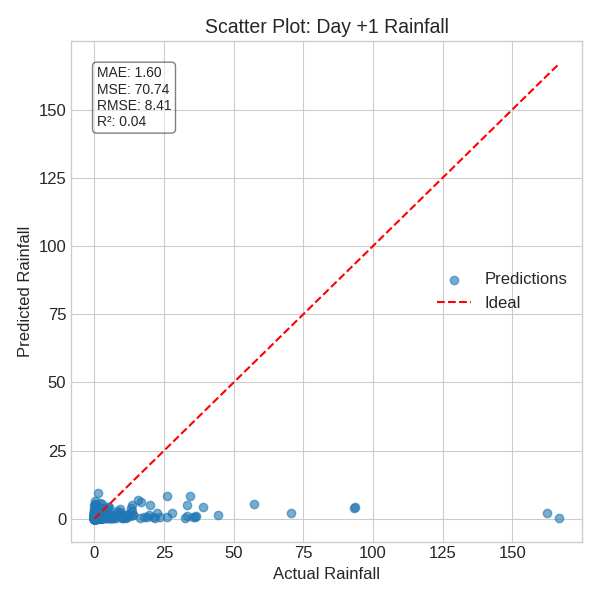 Scatter Plot: Day +1 Rainfall
MAE: 1.60
MSE: 70.74
RMSE: 8.41
R²: 0.04
150
125
100
75
50
25
0
Predicted Rainfall
Predictions
Ideal
0 25 50 75 100 125 150
Actual Rainfall